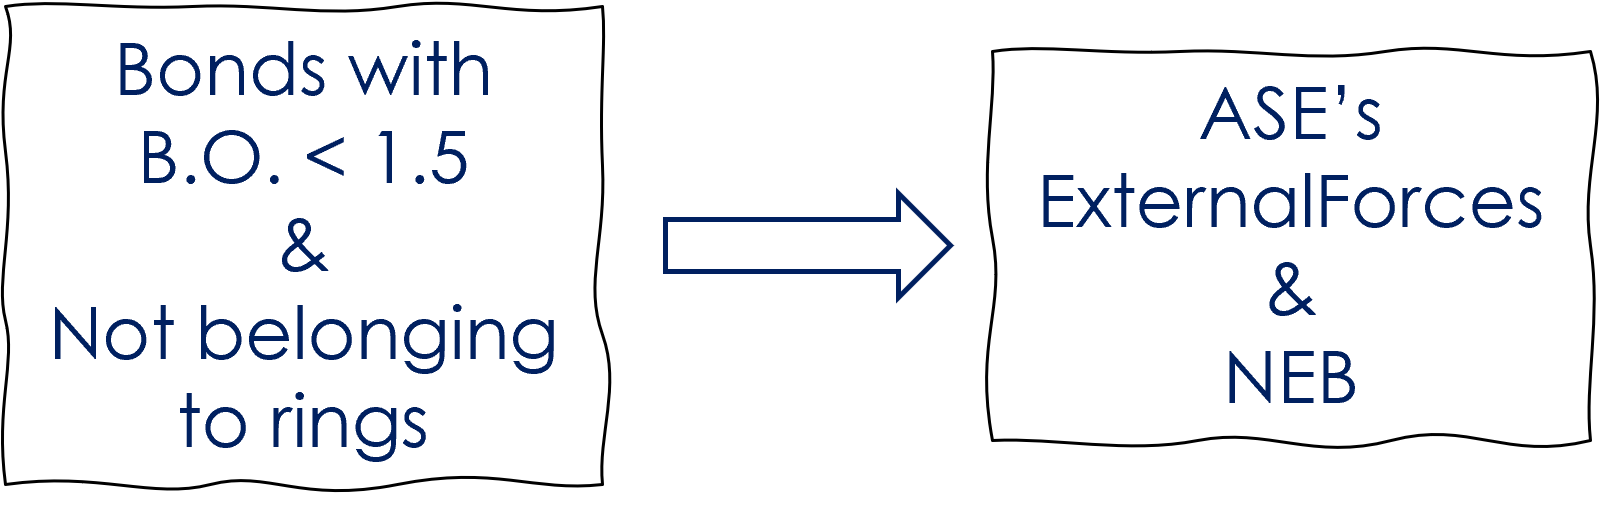 Bonds with
B.O. < 1.5
&
Not belonging
to rings
ASE’s
ExternalForces
&
NEB